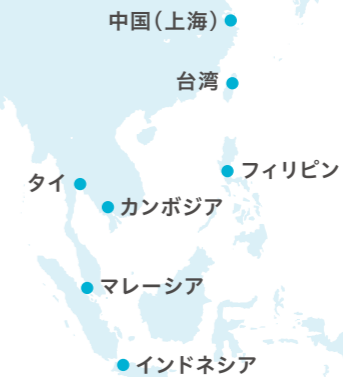 中国（上海）
台湾
フィリピン
タイ
カンボジア
マレーシア
インドネシア